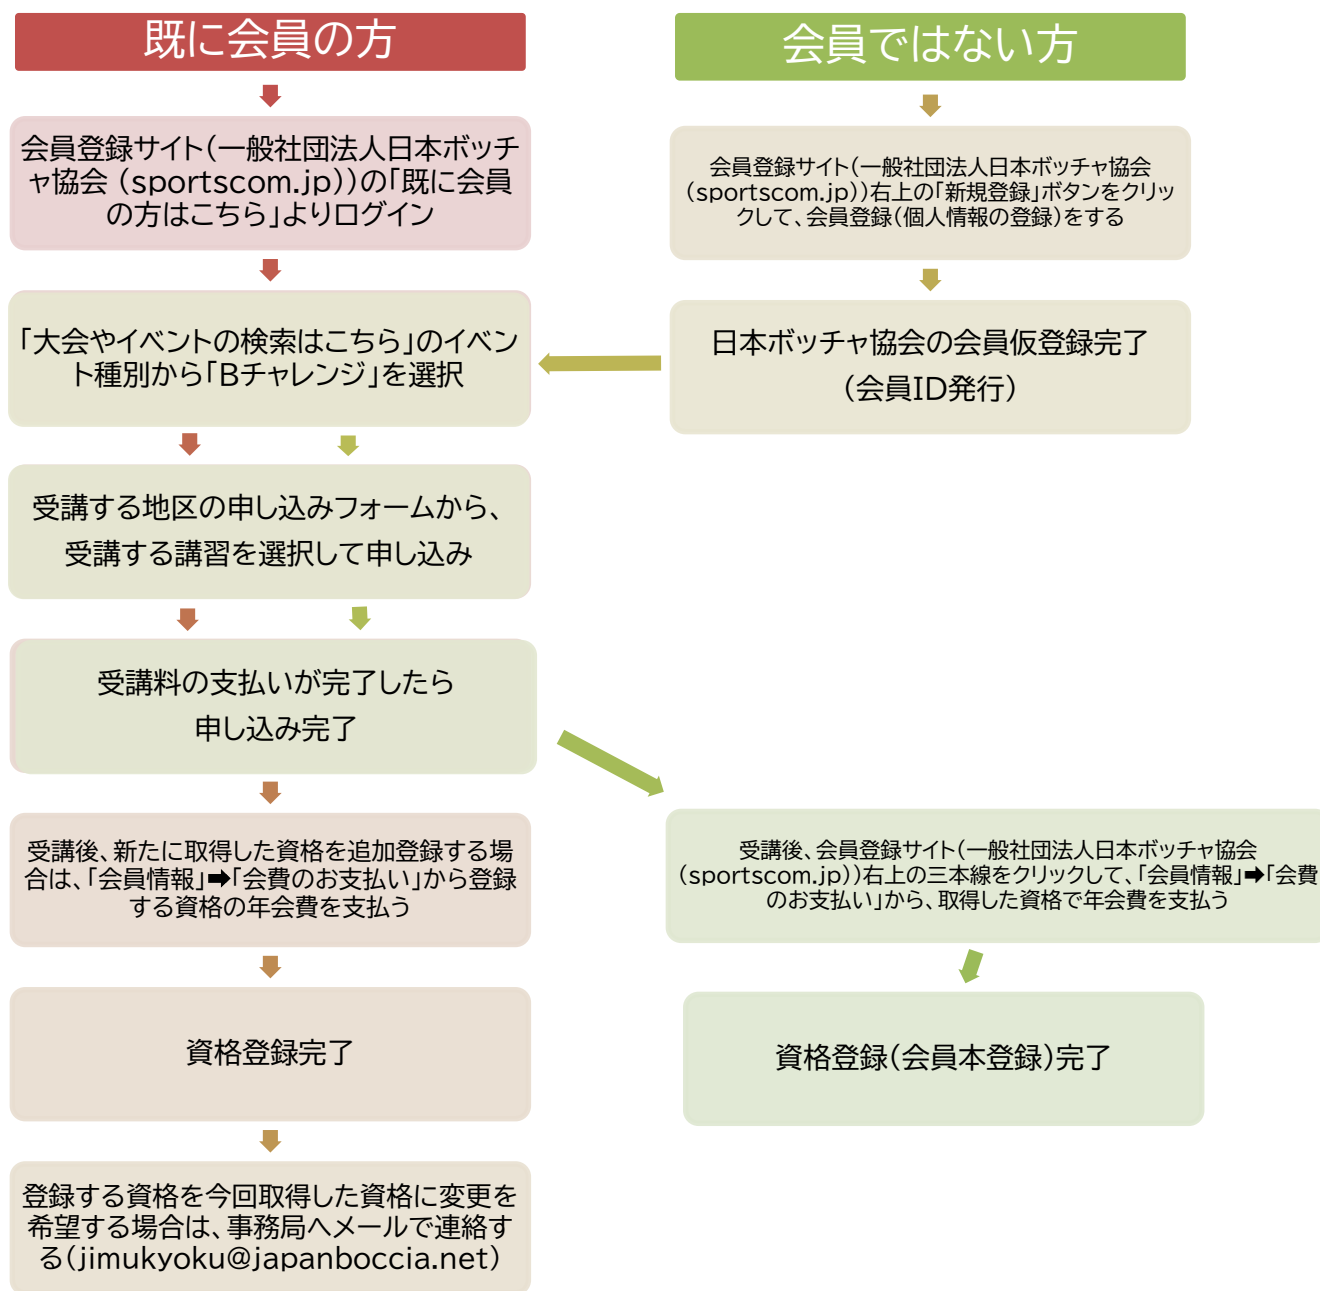 既に会員の方
会員登録サイト(一般社団法人日本ボッチ
ャ協会 (sportscom.jp))の「既に会員
の方はこちら」よりログイン
「大会やイベントの検索はこちら」のイベン
ト種別から「Bチャレンジ」を選択
受講する地区の申し込みフォームから、
受講する講習を選択して申し込み
受講料の支払いが完了したら
申し込み完了
受講後、新たに取得した資格を追加登録する場
合は、「会員情報」➡「会費のお支払い」から登録
する資格の年会費を支払う
資格登録完了
登録する資格を今回取得した資格に変更を
希望する場合は、事務局へメールで連絡す
る(jimukyoku@japanboccia.net)
会員ではない方
会員登録サイト(一般社団法人日本ボッチャ協会
(sportscom.jp))右上の「新規登録」ボタンをクリッ
クして、会員登録(個人情報の登録)をする
日本ボッチャ協会の会員仮登録完了
(会員ID発行)
受講後、会員登録サイト(一般社団法人日本ボッチャ協会
(sportscom.jp))右上の三本線をクリックして、「会員情報」➡「会費
のお支払い」から、取得した資格で年会費を支払う
資格登録(会員本登録)完了